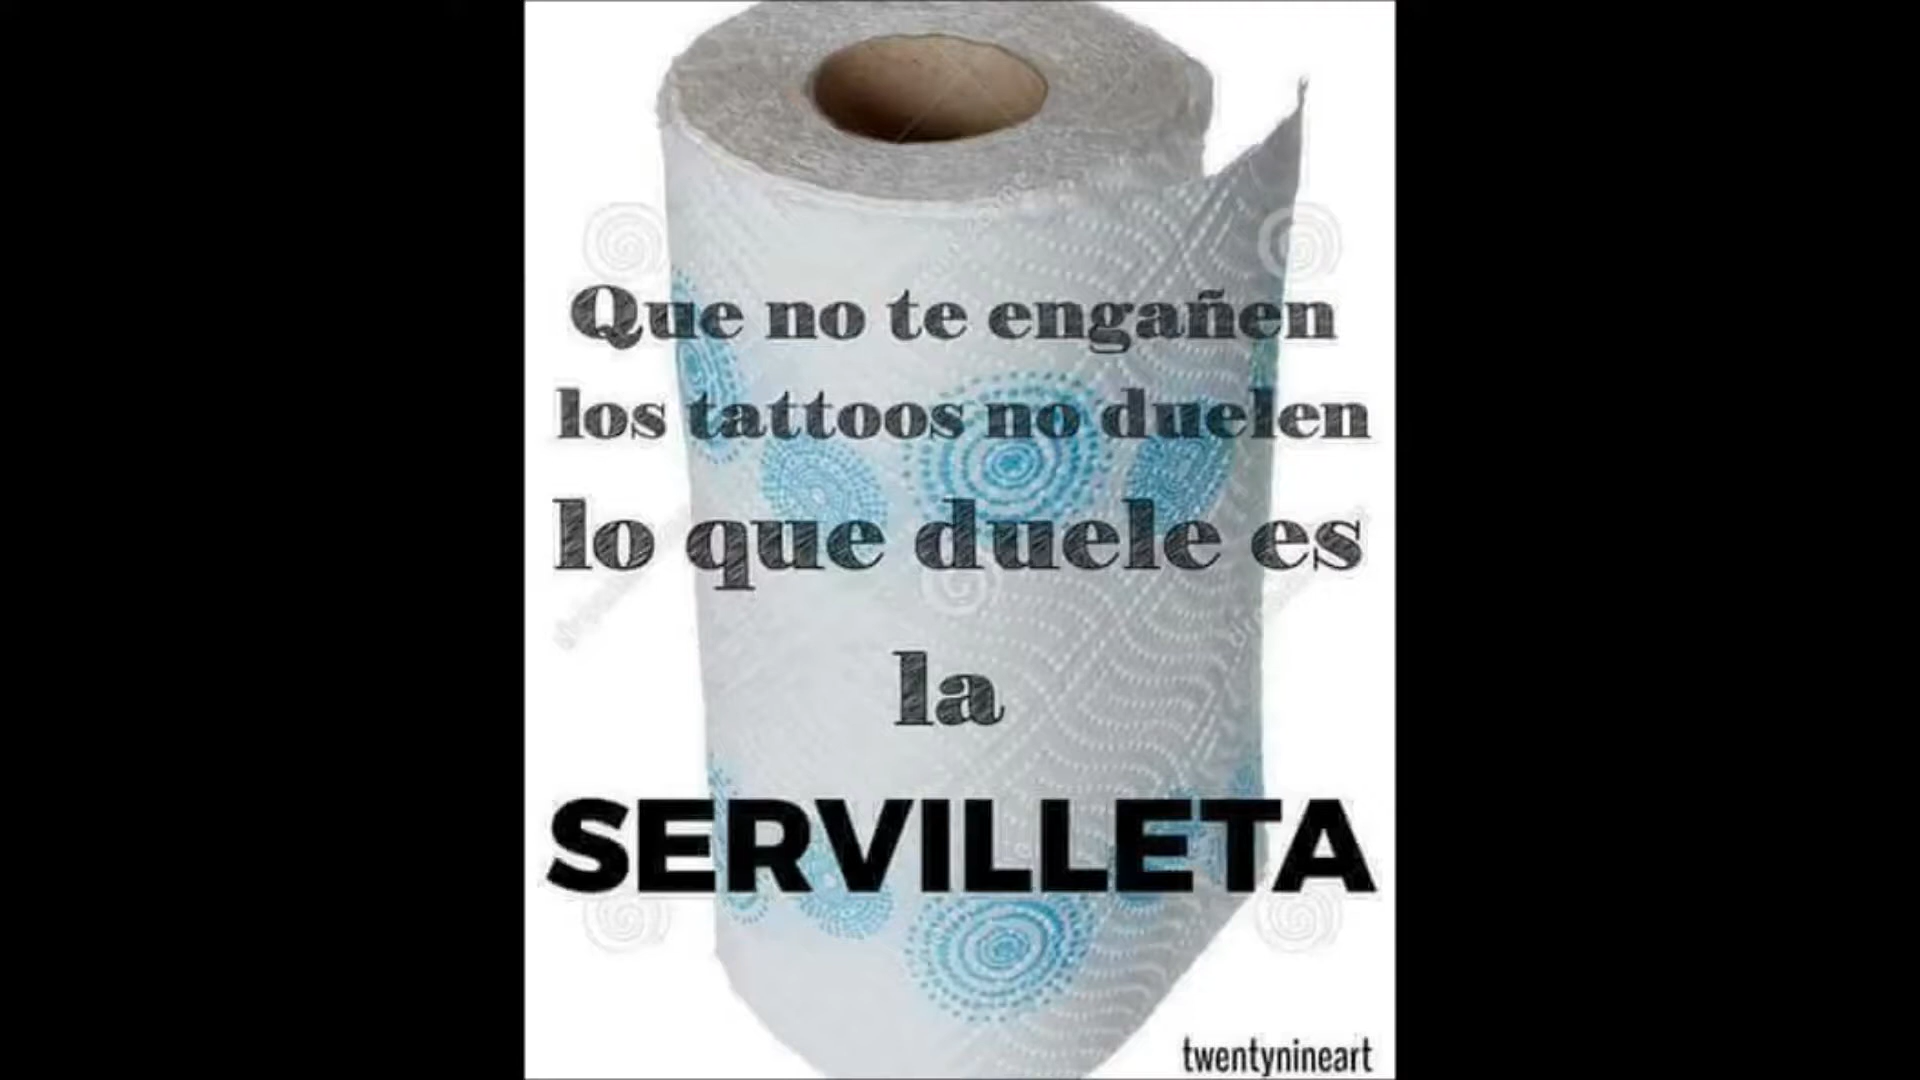 Que no te engañen
los tattoos no duelen
lo que duele es
la
SERVILLETA
twentynineart